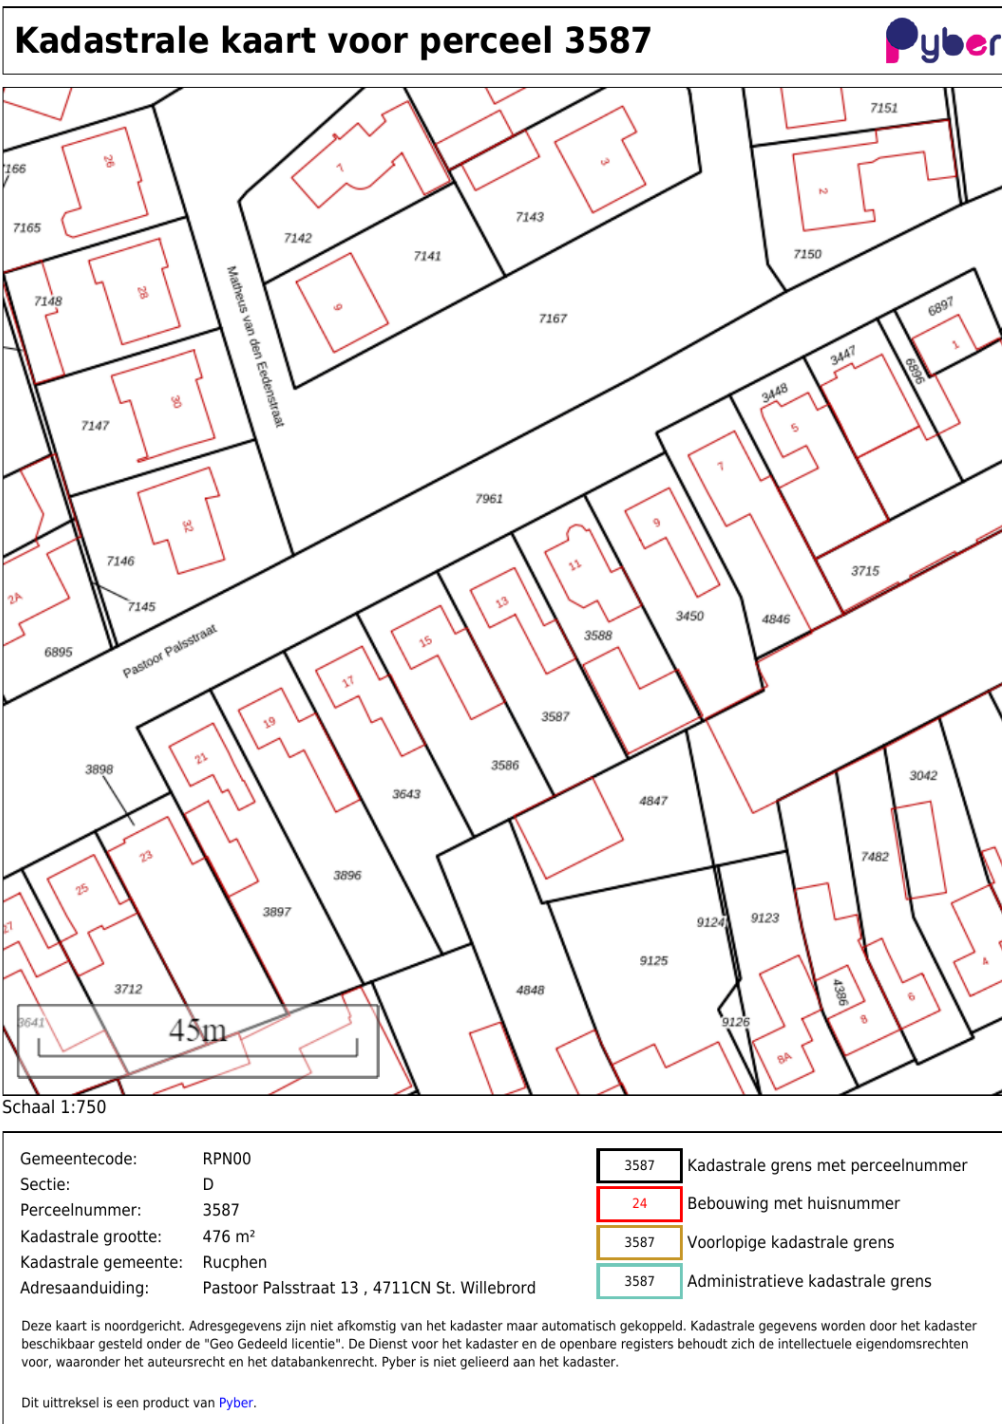 Kadastrale kaart voor perceel 3587
Pyber
7151
26
7166
7
3
2
7165
7143
7142
7141
7150
28
7148
9
Matheus van den Eedenstraat
7167
6897
1
3447
6896
3448
30
5
7147
7
7961
32
9
7146
11
3715
2A
7145
13
3450
4846
3588
Pastoor Palsstraat
15
6895
17
3587
19
21
3586
3898
3042
3643
4847
23
7482
3896
25
3897
9124
9123
27
9125
4
3712
4848
4386
6
3641
9126
8
45m
8A
Schaal 1:750
Gemeentecode: RPN00
Sectie: D
Perceelnummer: 3587
Kadastrale grootte: 476 m²
Kadastrale gemeente: Rucphen
Adresaanduiding: Pastoor Palsstraat 13 , 4711CN St. Willebrord
3587 Kadastrale grens met perceelnummer
24 Bebouwing met huisnummer
3587 Voorlopige kadastrale grens
3587 Administratieve kadastrale grens
Deze kaart is noordgericht. Adresgegevens zijn niet afkomstig van het kadaster maar automatisch gekoppeld. Kadastrale gegevens worden door het kadaster
beschikbaar gesteld onder de "Geo Gedeeld licentie". De Dienst voor het kadaster en de openbare registers behoudt zich de intellectuele eigendomsrechten
voor, waaronder het auteursrecht en het databankenrecht. Pyber is niet gelieerd aan het kadaster.
Dit uittreksel is een product van Pyber.